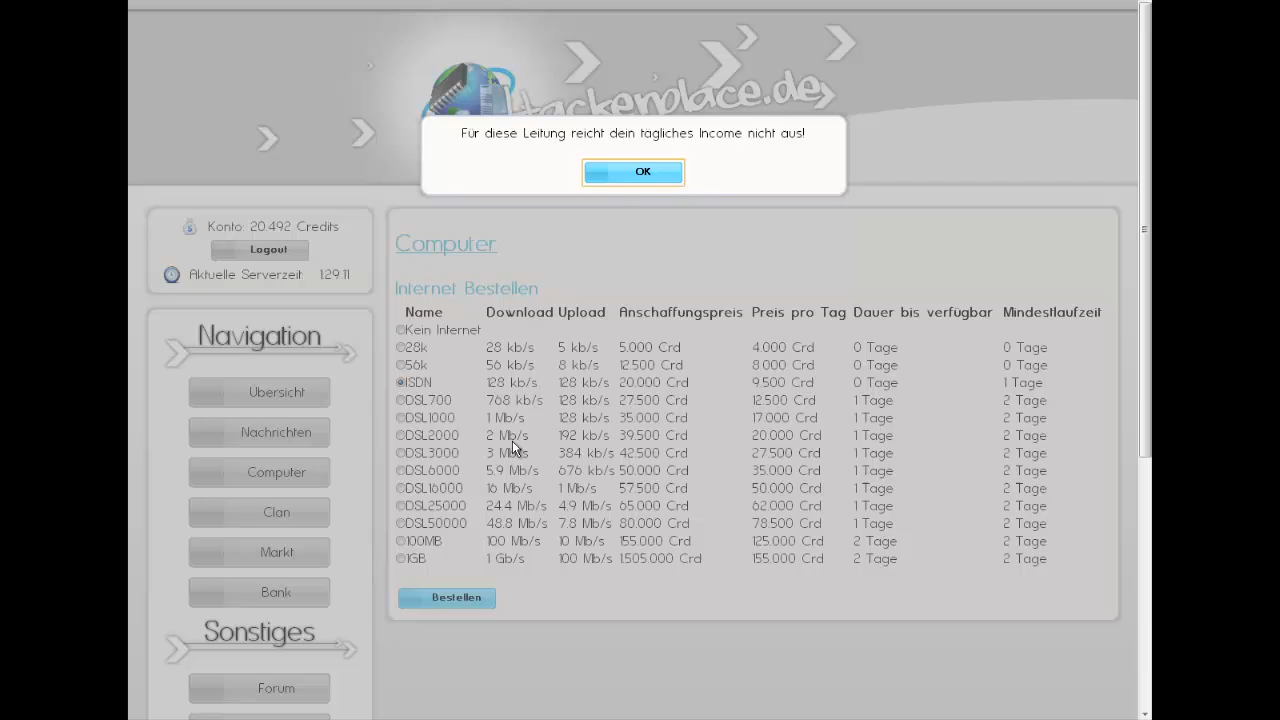 Hackerplace.de
Für diese Leitung reicht dein tägliches Income nicht aus!
OK
Konto: 20.492 Credits
Logout
Aktuelle Serverzeit: 1:29:11
Navigation
Übersicht
Nachrichten
Computer
Clan
Markt
Bank
Sonstiges
Forum
Computer
Internet Bestellen
Name Download Upload Anschaffungspreis Preis pro Tag Dauer bis verfügbar Mindestlaufzeit
Kein Internet
28k 28 kb/s 5 kb/s 5.000 Crd 4.000 Crd 0 Tage 0 Tage
56k 56 kb/s 8 kb/s 12.500 Crd 8.000 Crd 0 Tage 0 Tage
ISDN 128 kb/s 128 kb/s 20.000 Crd 9.500 Crd 0 Tage 1 Tage
DSL700 768 kb/s 128 kb/s 27.500 Crd 12.500 Crd 1 Tage 2 Tage
DSL1000 1 Mb/s 128 kb/s 35.000 Crd 17.000 Crd 1 Tage 2 Tage
DSL2000 2 Mb/s 192 kb/s 39.500 Crd 20.000 Crd 1 Tage 2 Tage
DSL3000 3 Mb/s 384 kb/s 42.500 Crd 27.500 Crd 1 Tage 2 Tage
DSL6000 5.9 Mb/s 676 kb/s 50.000 Crd 35.000 Crd 1 Tage 2 Tage
DSL16000 16 Mb/s 1 Mb/s 57.500 Crd 50.000 Crd 1 Tage 2 Tage
DSL25000 24.4 Mb/s 4.9 Mb/s 65.000 Crd 62.000 Crd 1 Tage 2 Tage
DSL50000 48.8 Mb/s 7.8 Mb/s 80.000 Crd 78.500 Crd 1 Tage 2 Tage
100MB 100 Mb/s 10 Mb/s 155.000 Crd 125.000 Crd 2 Tage 2 Tage
1GB 1 Gb/s 100 Mb/s 1.505.000 Crd 155.000 Crd 2 Tage 2 Tage
Bestellen